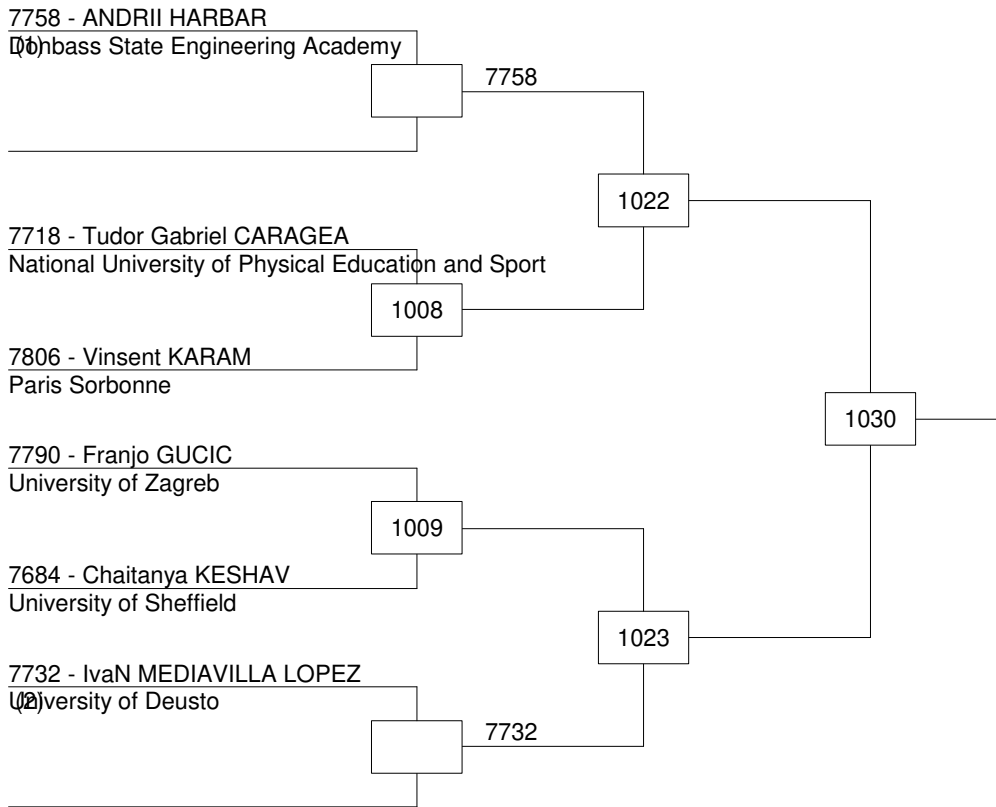 7758 - ANDRII HARBAR
(1)
Donbass State Engineering Academy
7758
1022
7718 - Tudor Gabriel CARAGEA
National University of Physical Education and Sport
1008
7806 - Vinsent KARAM
Paris Sorbonne
1030
7790 - Franjo GUCIC
University of Zagreb
1009
7684 - Chaitanya KESHAV
University of Sheffield
1023
7732 - IvaN MEDIAVILLA LOPEZ
(2)
University of Deusto
7732